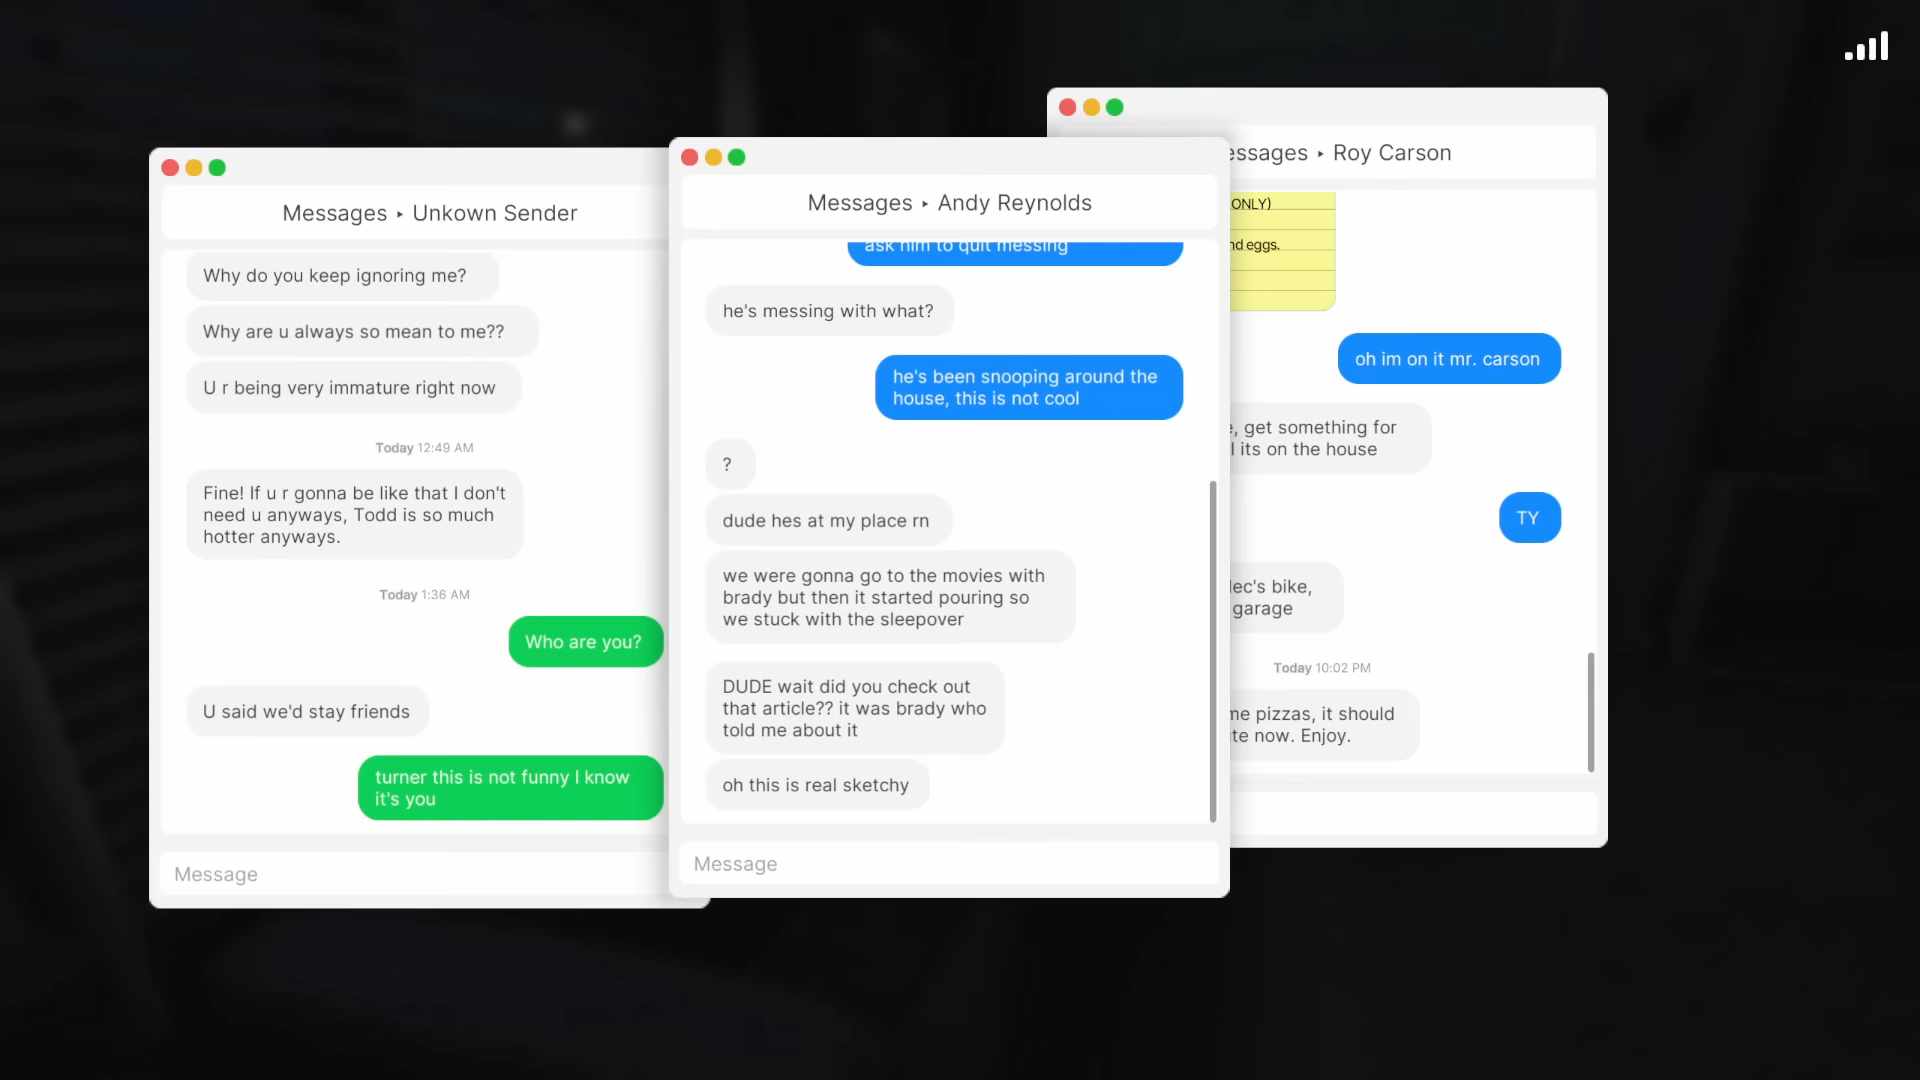 Messages ▸ Unkown Sender
Why do you keep ignoring me?
Why are u always so mean to me??
U r being very immature right now
Today 12:49 AM
Fine! If u r gonna be like that I don't
need u anyways, Todd is so much
hotter anyways.
Today 1:36 AM
Who are you?
U said we'd stay friends
turner this is not funny I know
it's you
Message
Messages ▸ Andy Reynolds
ask him to quit messing
he's messing with what?
he's been snooping around the
house, this is not cool
?
dude hes at my place rn
we were gonna go to the movies with
brady but then it started pouring so
we stuck with the sleepover
DUDE wait did you check out
that article?? it was brady who
told me about it
oh this is real sketchy
Message
▸ Roy Carson
ONLY)
eggs.
oh im on it mr. carson
get something for
its on the house
TY
bike,
garage
Today 10:02 PM
pizzas, it should
now. Enjoy.